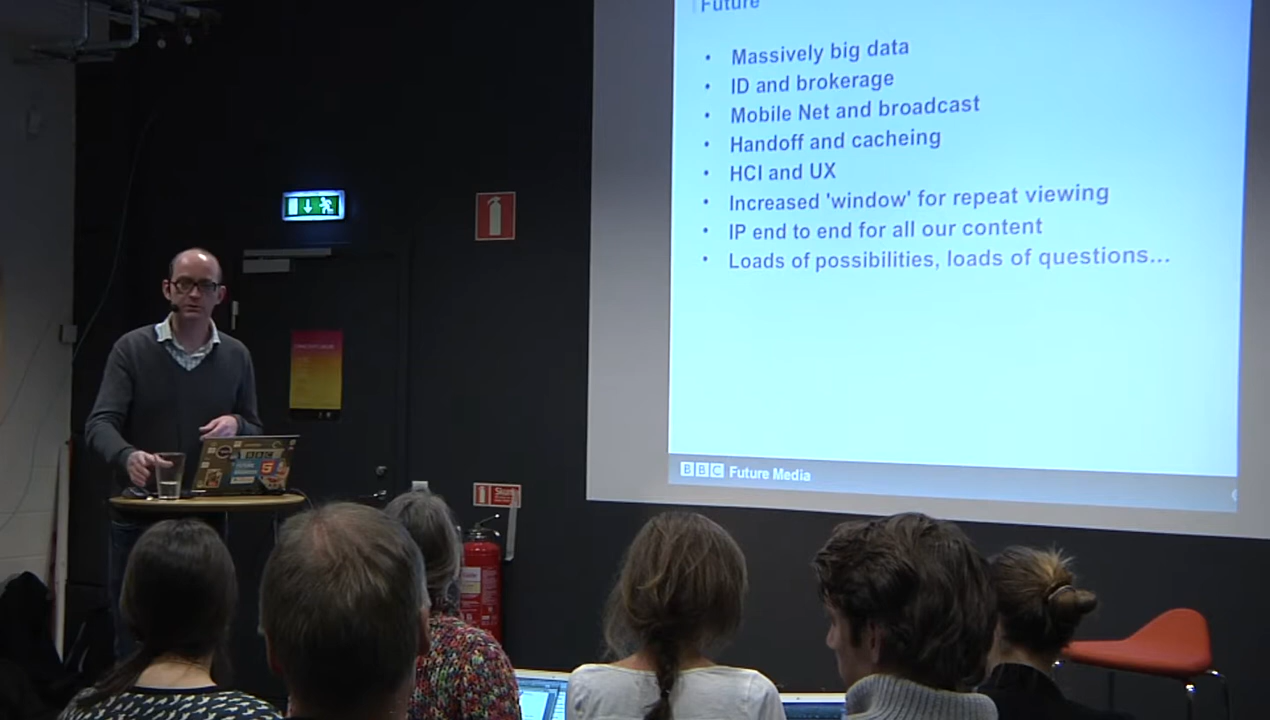 Future
• Massively big data
• ID and brokerage
• Mobile Net and broadcast
• Handoff and cacheing
• HCI and UX
• Increased 'window' for repeat viewing
• IP end to end for all our content
• Loads of possibilities, loads of questions...
BBC Future Media
BBC